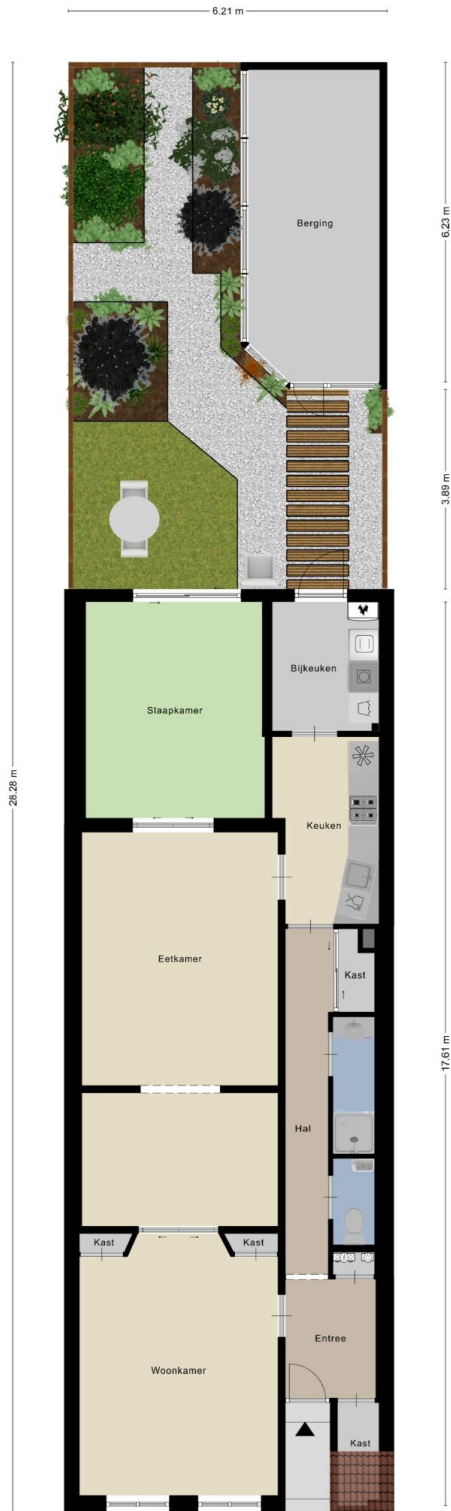 6.21 m
Berging
6.23 m
3.89 m
28.28 m
Slaapkamer
Bijkeuken
Keuken
Eetkamer
Kast
17.61 m
Hal
Kast
Kast
Woonkamer
Entree
Kast